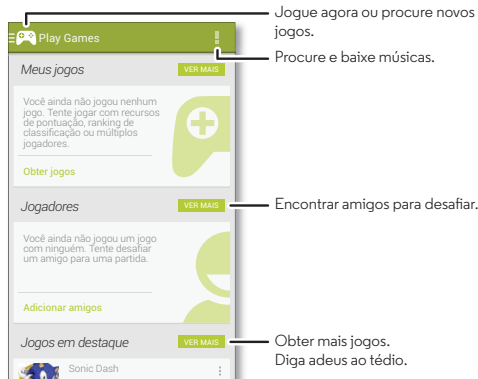 Jogue agora ou procure novos
jogos.
Play Games
Procure e baixe músicas.
Meus jogos
VER MAIS
Você ainda não jogou nenhum
jogo. Tente jogar com recursos
de pontuação, ranking de
classificação ou múltiplos
jogadores.
Obter jogos
Jogadores
VER MAIS
Encontrar amigos para desafiar.
Você ainda não jogou um jogo
com ninguém. Tente desafiar
um amigo para uma partida.
Adicionar amigos
Jogos em destaque
VER MAIS
Obter mais jogos.
Diga adeus ao tédio.
Sonic Dash